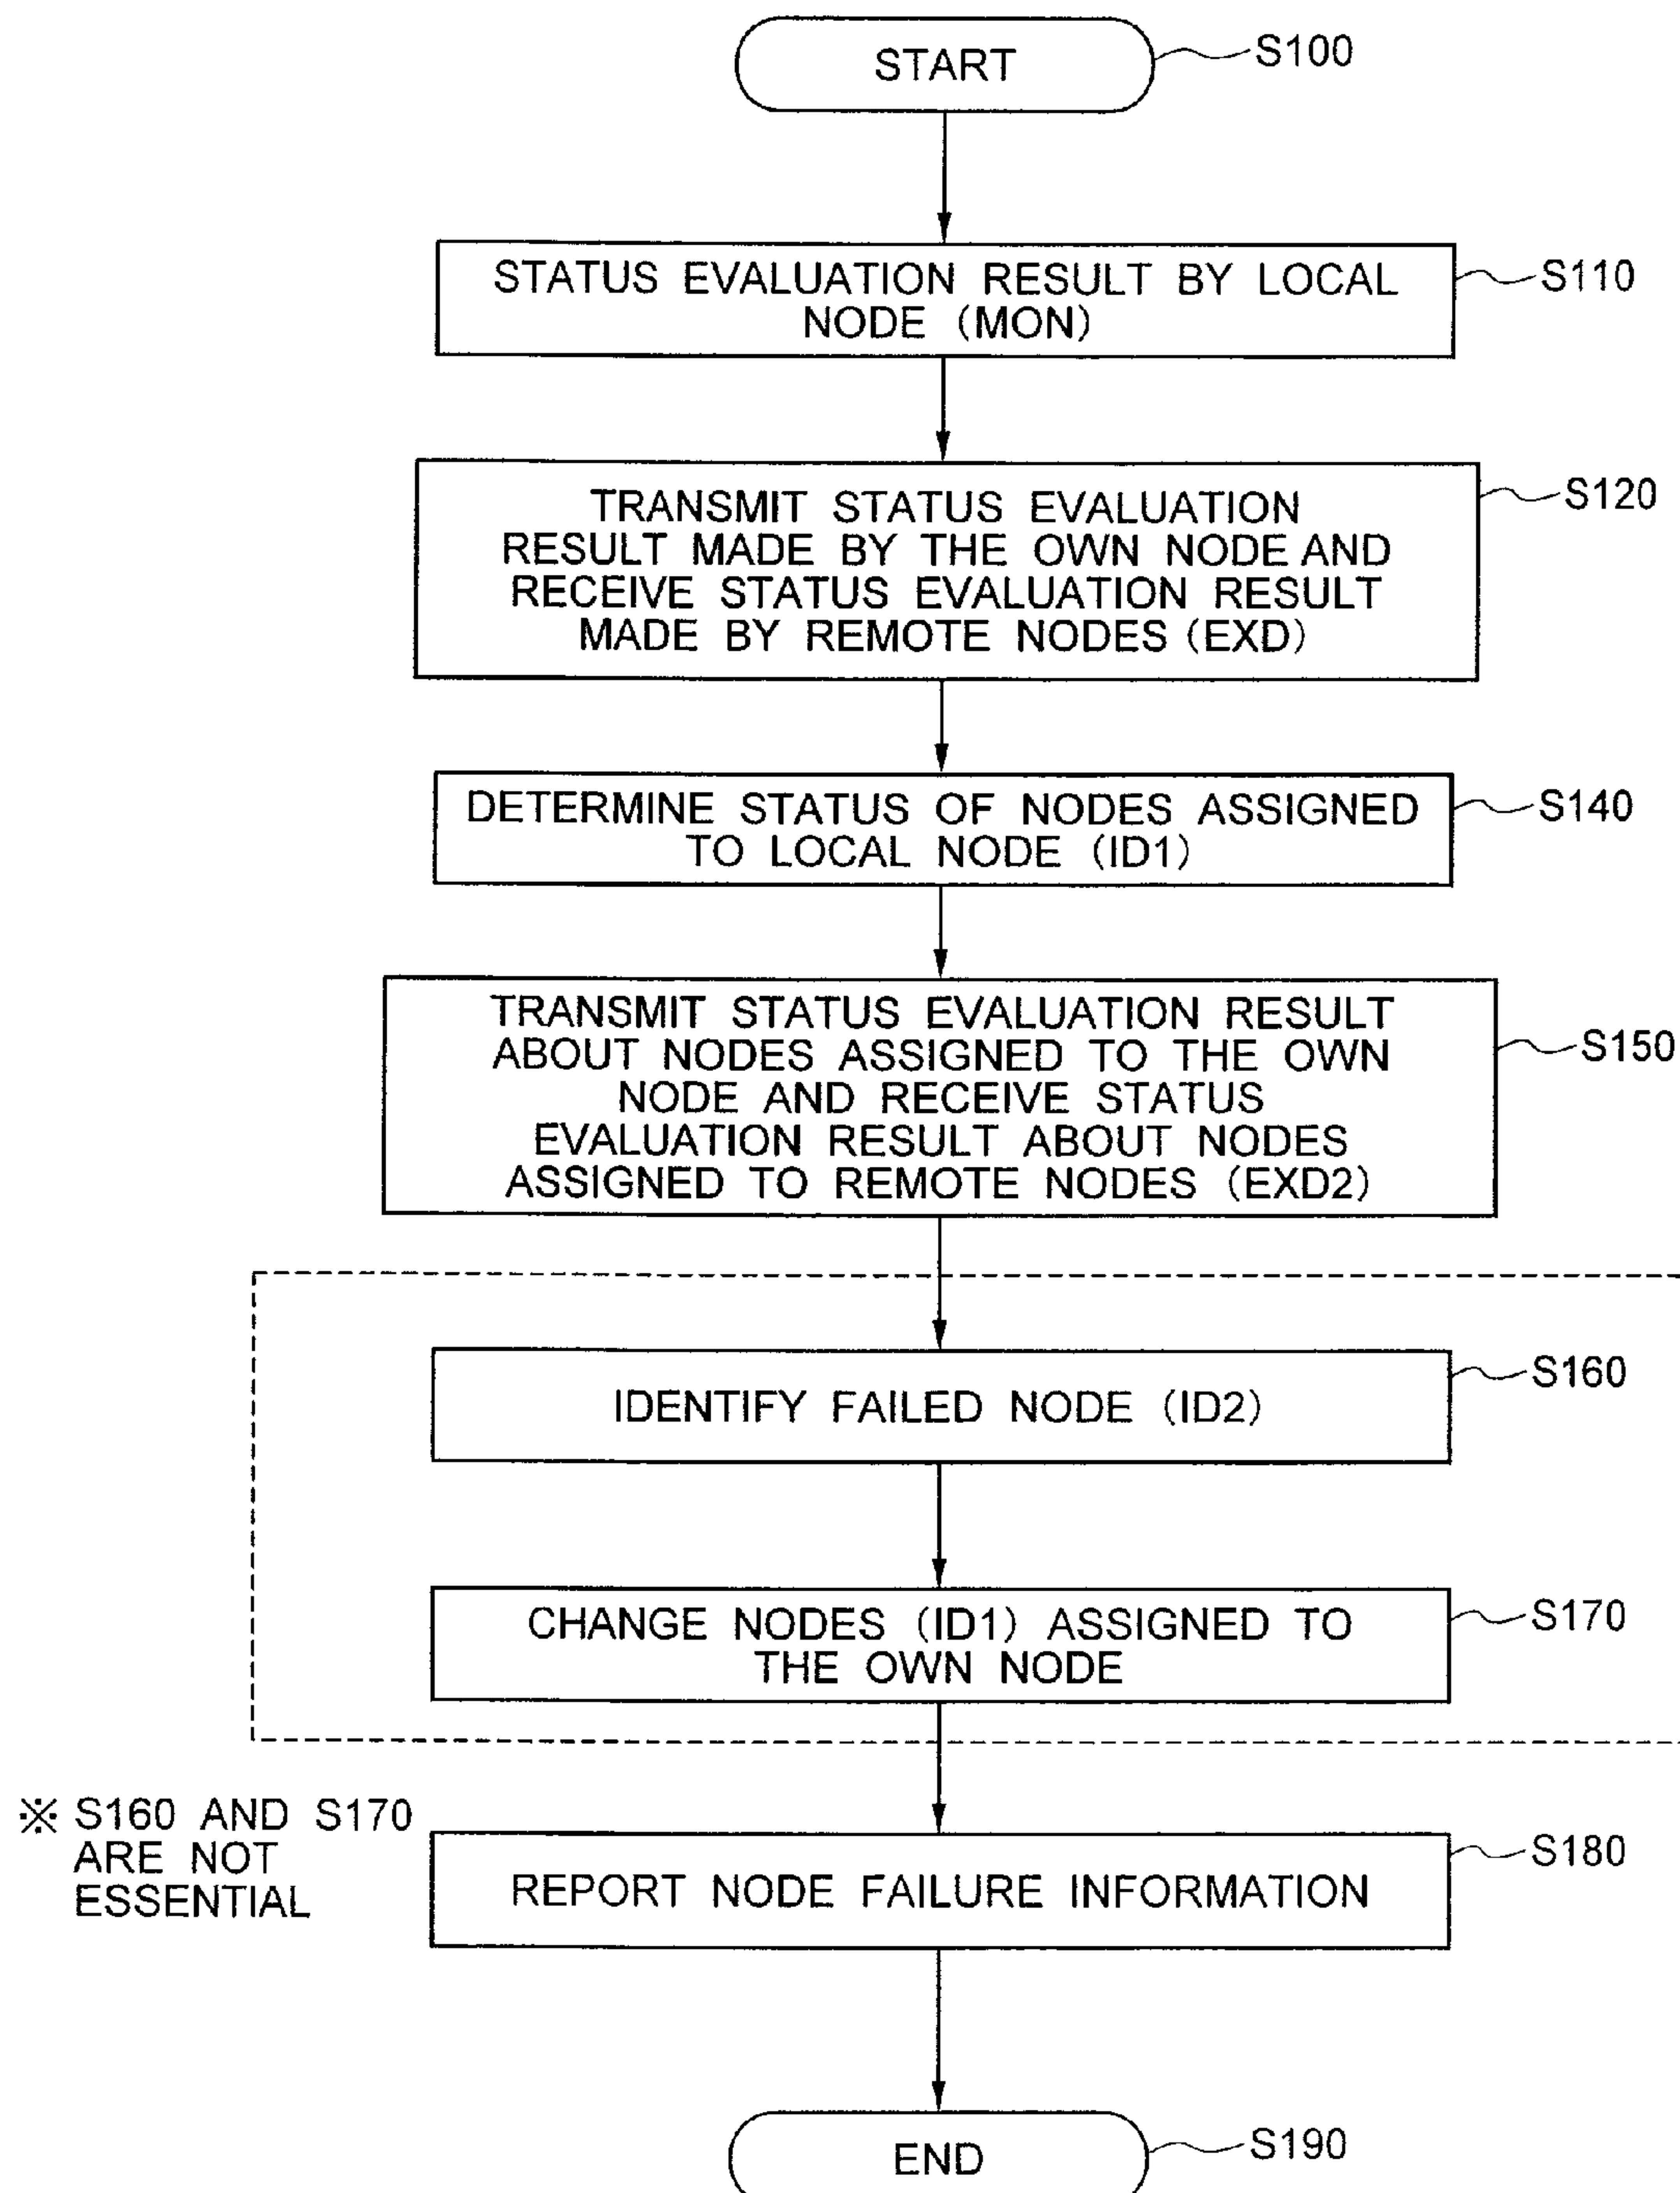 START
S100
STATUS EVALUATION RESULT BY LOCAL
NODE (MON)
S110
TRANSMIT STATUS EVALUATION
RESULT MADE BY THE OWN NODE AND
RECEIVE STATUS EVALUATION RESULT
MADE BY REMOTE NODES (EXD)
S120
DETERMINE STATUS OF NODES ASSIGNED
TO LOCAL NODE (ID1)
S140
TRANSMIT STATUS EVALUATION RESULT
ABOUT NODES ASSIGNED TO THE OWN
NODE AND RECEIVE STATUS
EVALUATION RESULT ABOUT NODES
ASSIGNED TO REMOTE NODES (EXD2)
S150
IDENTIFY FAILED NODE (ID2)
S160
CHANGE NODES (ID1) ASSIGNED TO
THE OWN NODE
S170
※ S160 AND S170
ARE NOT
ESSENTIAL
REPORT NODE FAILURE INFORMATION
S180
END
S190